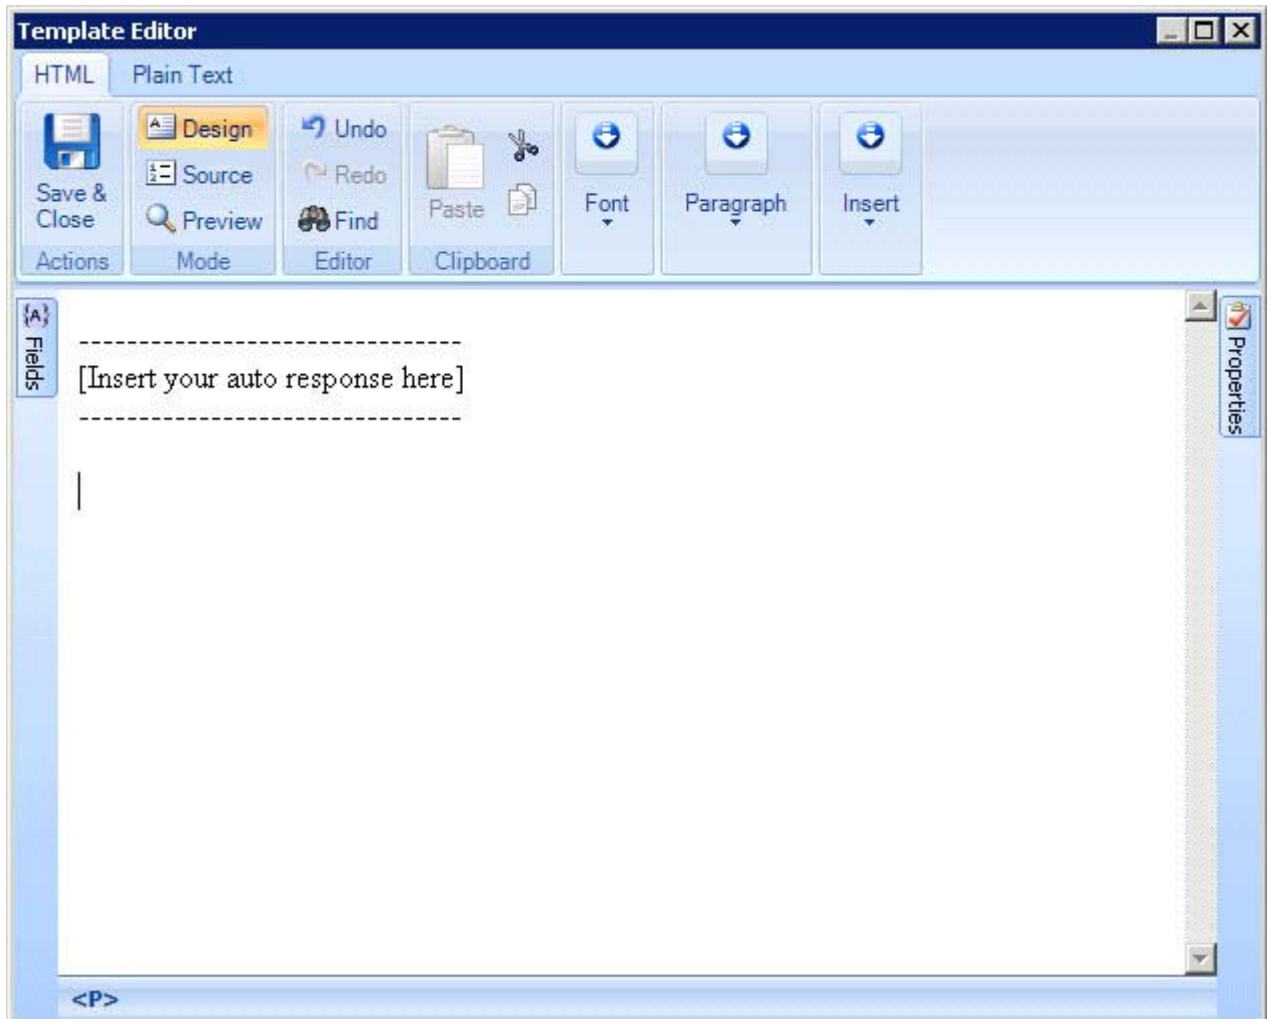 Template Editor
HTML Plain Text
Save &
Close
Actions
Design
Source
Preview
Mode
Undo
Redo
Find
Editor
Paste
Clipboard
Font
Paragraph
Insert
{A} Fields
-------------------------------
[Insert your auto response here]
-------------------------------
Properties
<P>